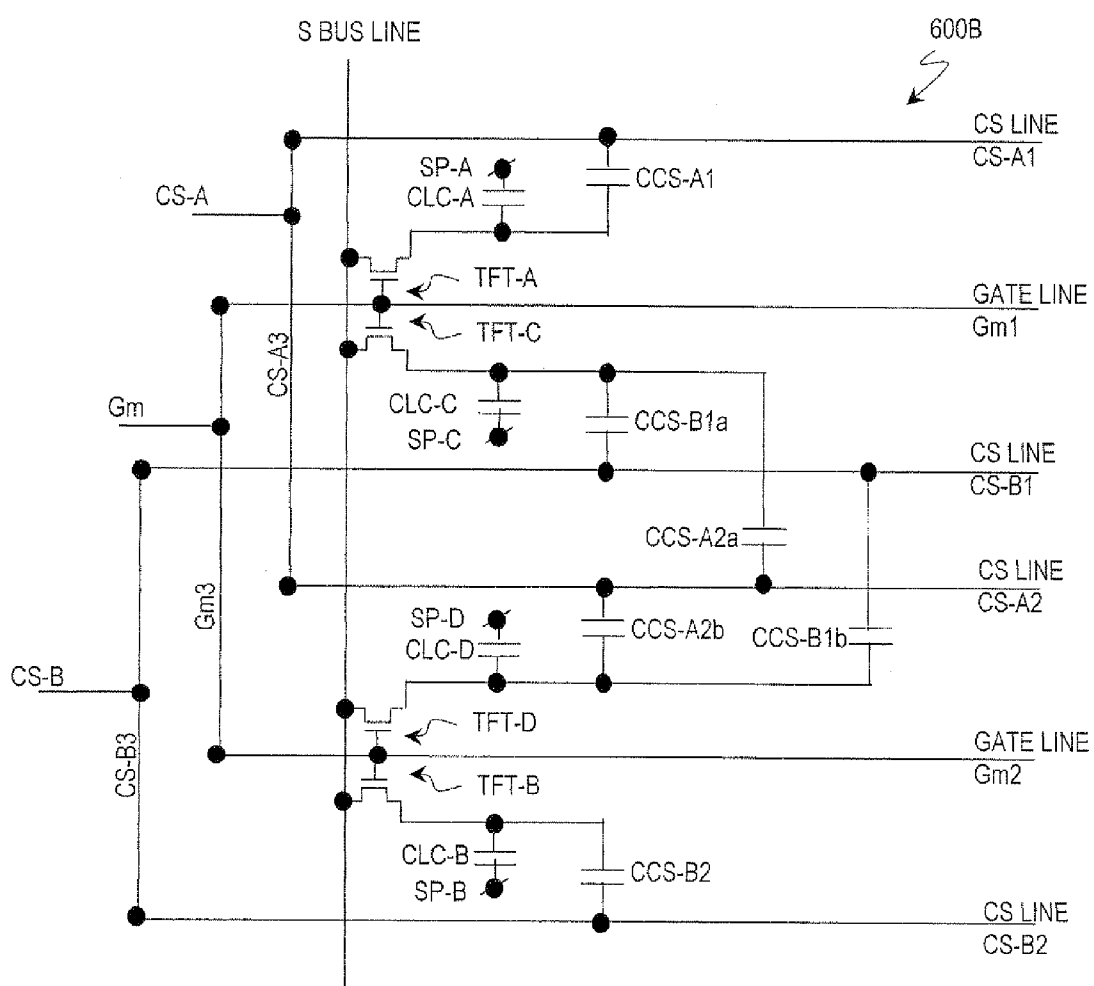 S BUS LINE
600B
CS LINE
CS-A1
SP-A
CLC-A
CCS-A1
CS-A
TFT-A
GATE LINE
Gm1
TFT-C
CS-A3
Gm
CLC-C
SP-C
CCS-B1a
CS LINE
CS-B1
CCS-A2a
CS LINE
CS-A2
Gm3
SP-D
CLC-D
CCS-A2b
CCS-B1b
CS-B
TFT-D
GATE LINE
Gm2
CS-B3
TFT-B
CLC-B
SP-B
CCS-B2
CS LINE
CS-B2